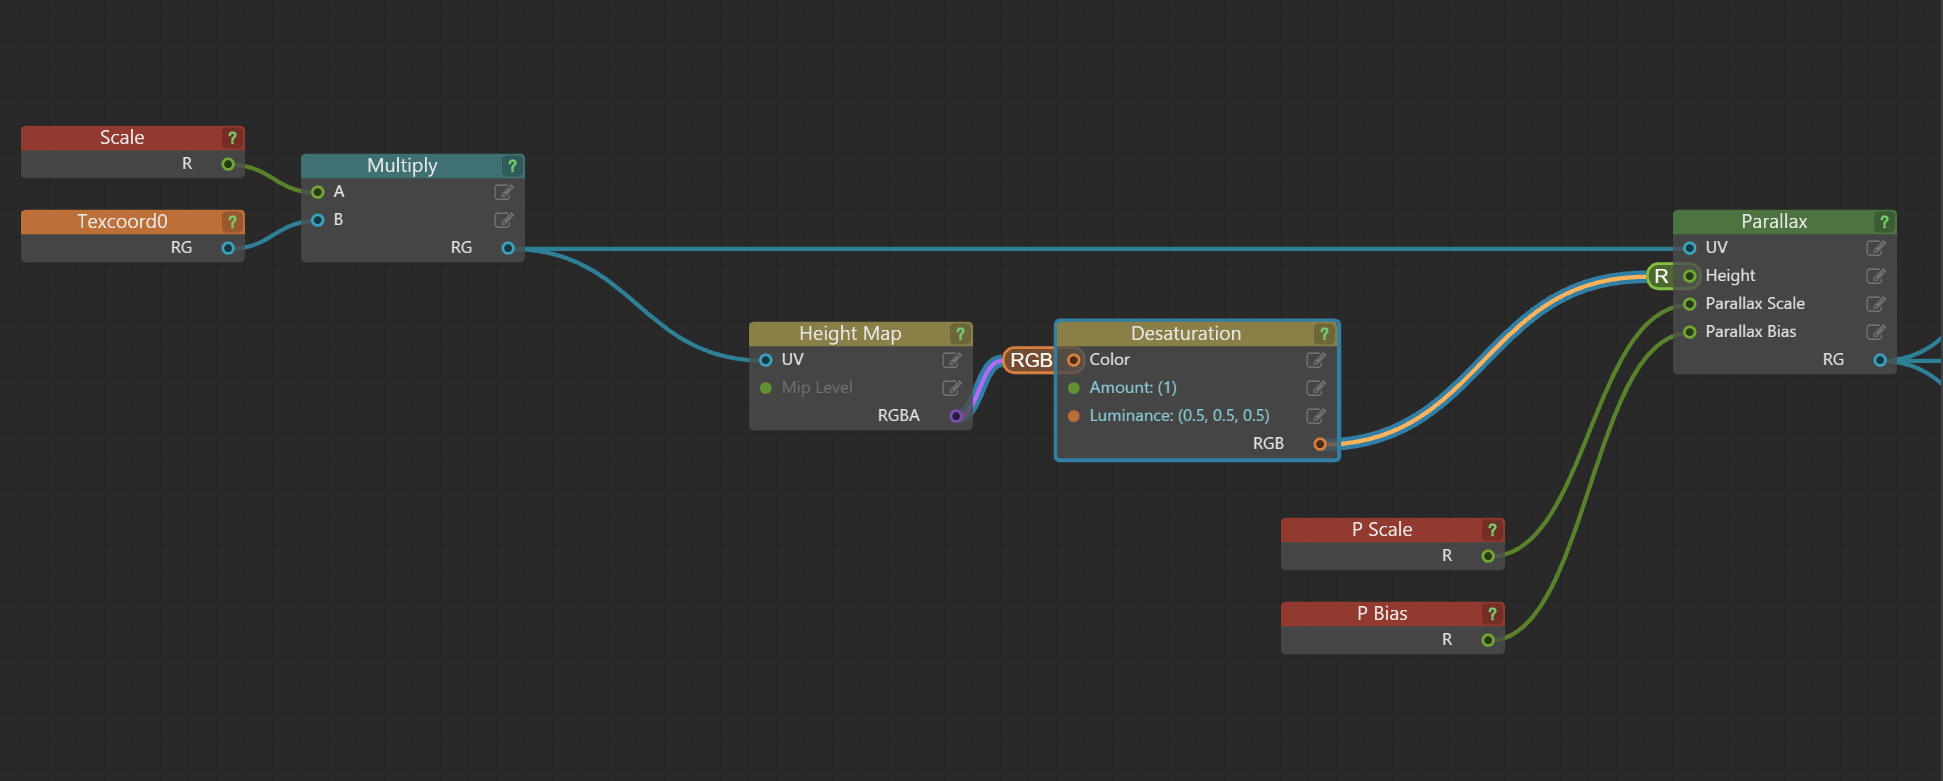 Scale ?
R
Texcoord0 ?
RG
Multiply ?
A
B
RG
Height Map ?
UV
Mip Level
RGBA
RGB
Desaturation ?
Color
Amount: (1)
Luminance: (0.5, 0.5, 0.5)
RGB
P Scale ?
R
P Bias ?
R
Parallax ?
UV
R
Height
Parallax Scale
Parallax Bias
RG